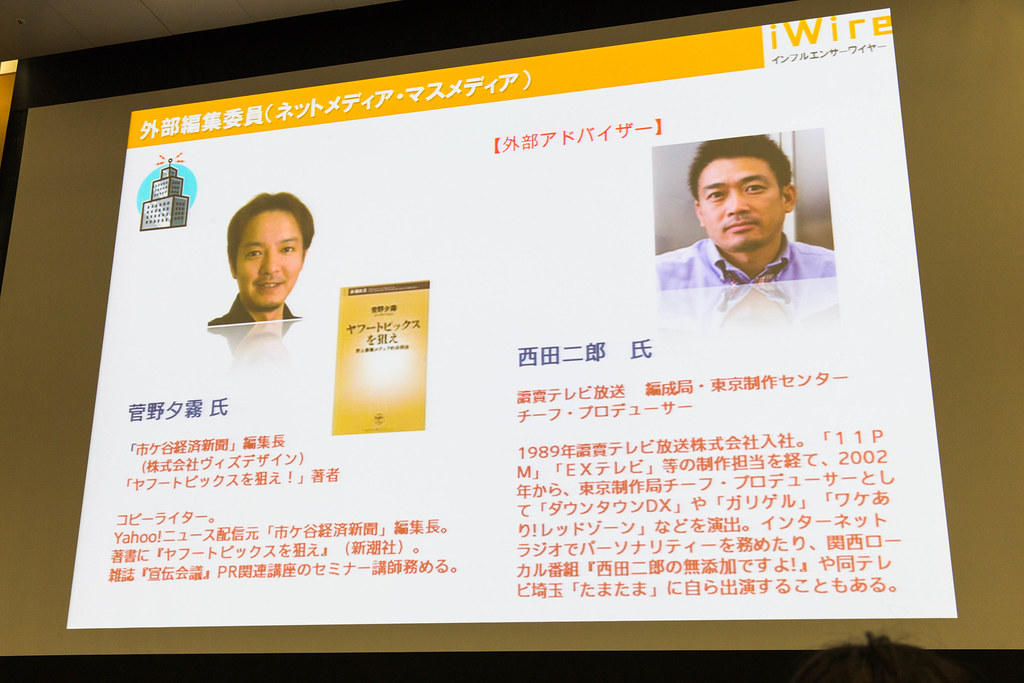 iWire
インフルエンサーワイヤー
外部編集委員（ネットメディア・マスメディア）
【外部アドバイザー】
菅野夕霧
ヤフートピックス
を狙え
菅野夕霧 氏
「市ケ谷経済新聞」編集長
（株式会社ヴィズデザイン）
「ヤフートピックスを狙え！」著者
コピーライター。
Yahoo!ニュース配信元「市ケ谷経済新聞」編集長。
著書に『ヤフートピックスを狙え』（新潮社）。
雑誌『宣伝会議』PR関連講座のセミナー講師務める。
西田二郎 氏
讀賣テレビ放送 編成局・東京制作センター
チーフ・プロデューサー
1989年讀賣テレビ放送株式会社入社。「１１Ｐ
Ｍ」「ＥＸテレビ」等の制作担当を経て、2002
年から、東京制作局チーフ・プロデューサーとし
て「ダウンタウンDX」や「ガリゲル」「ワケあ
り!レッドゾーン」などを演出。インターネット
ラジオでパーソナリティーを務めたり、関西ロー
カル番組『西田二郎の無添加ですよ!』や同テレ
ビ埼玉「たまたま」に自ら出演することもある。